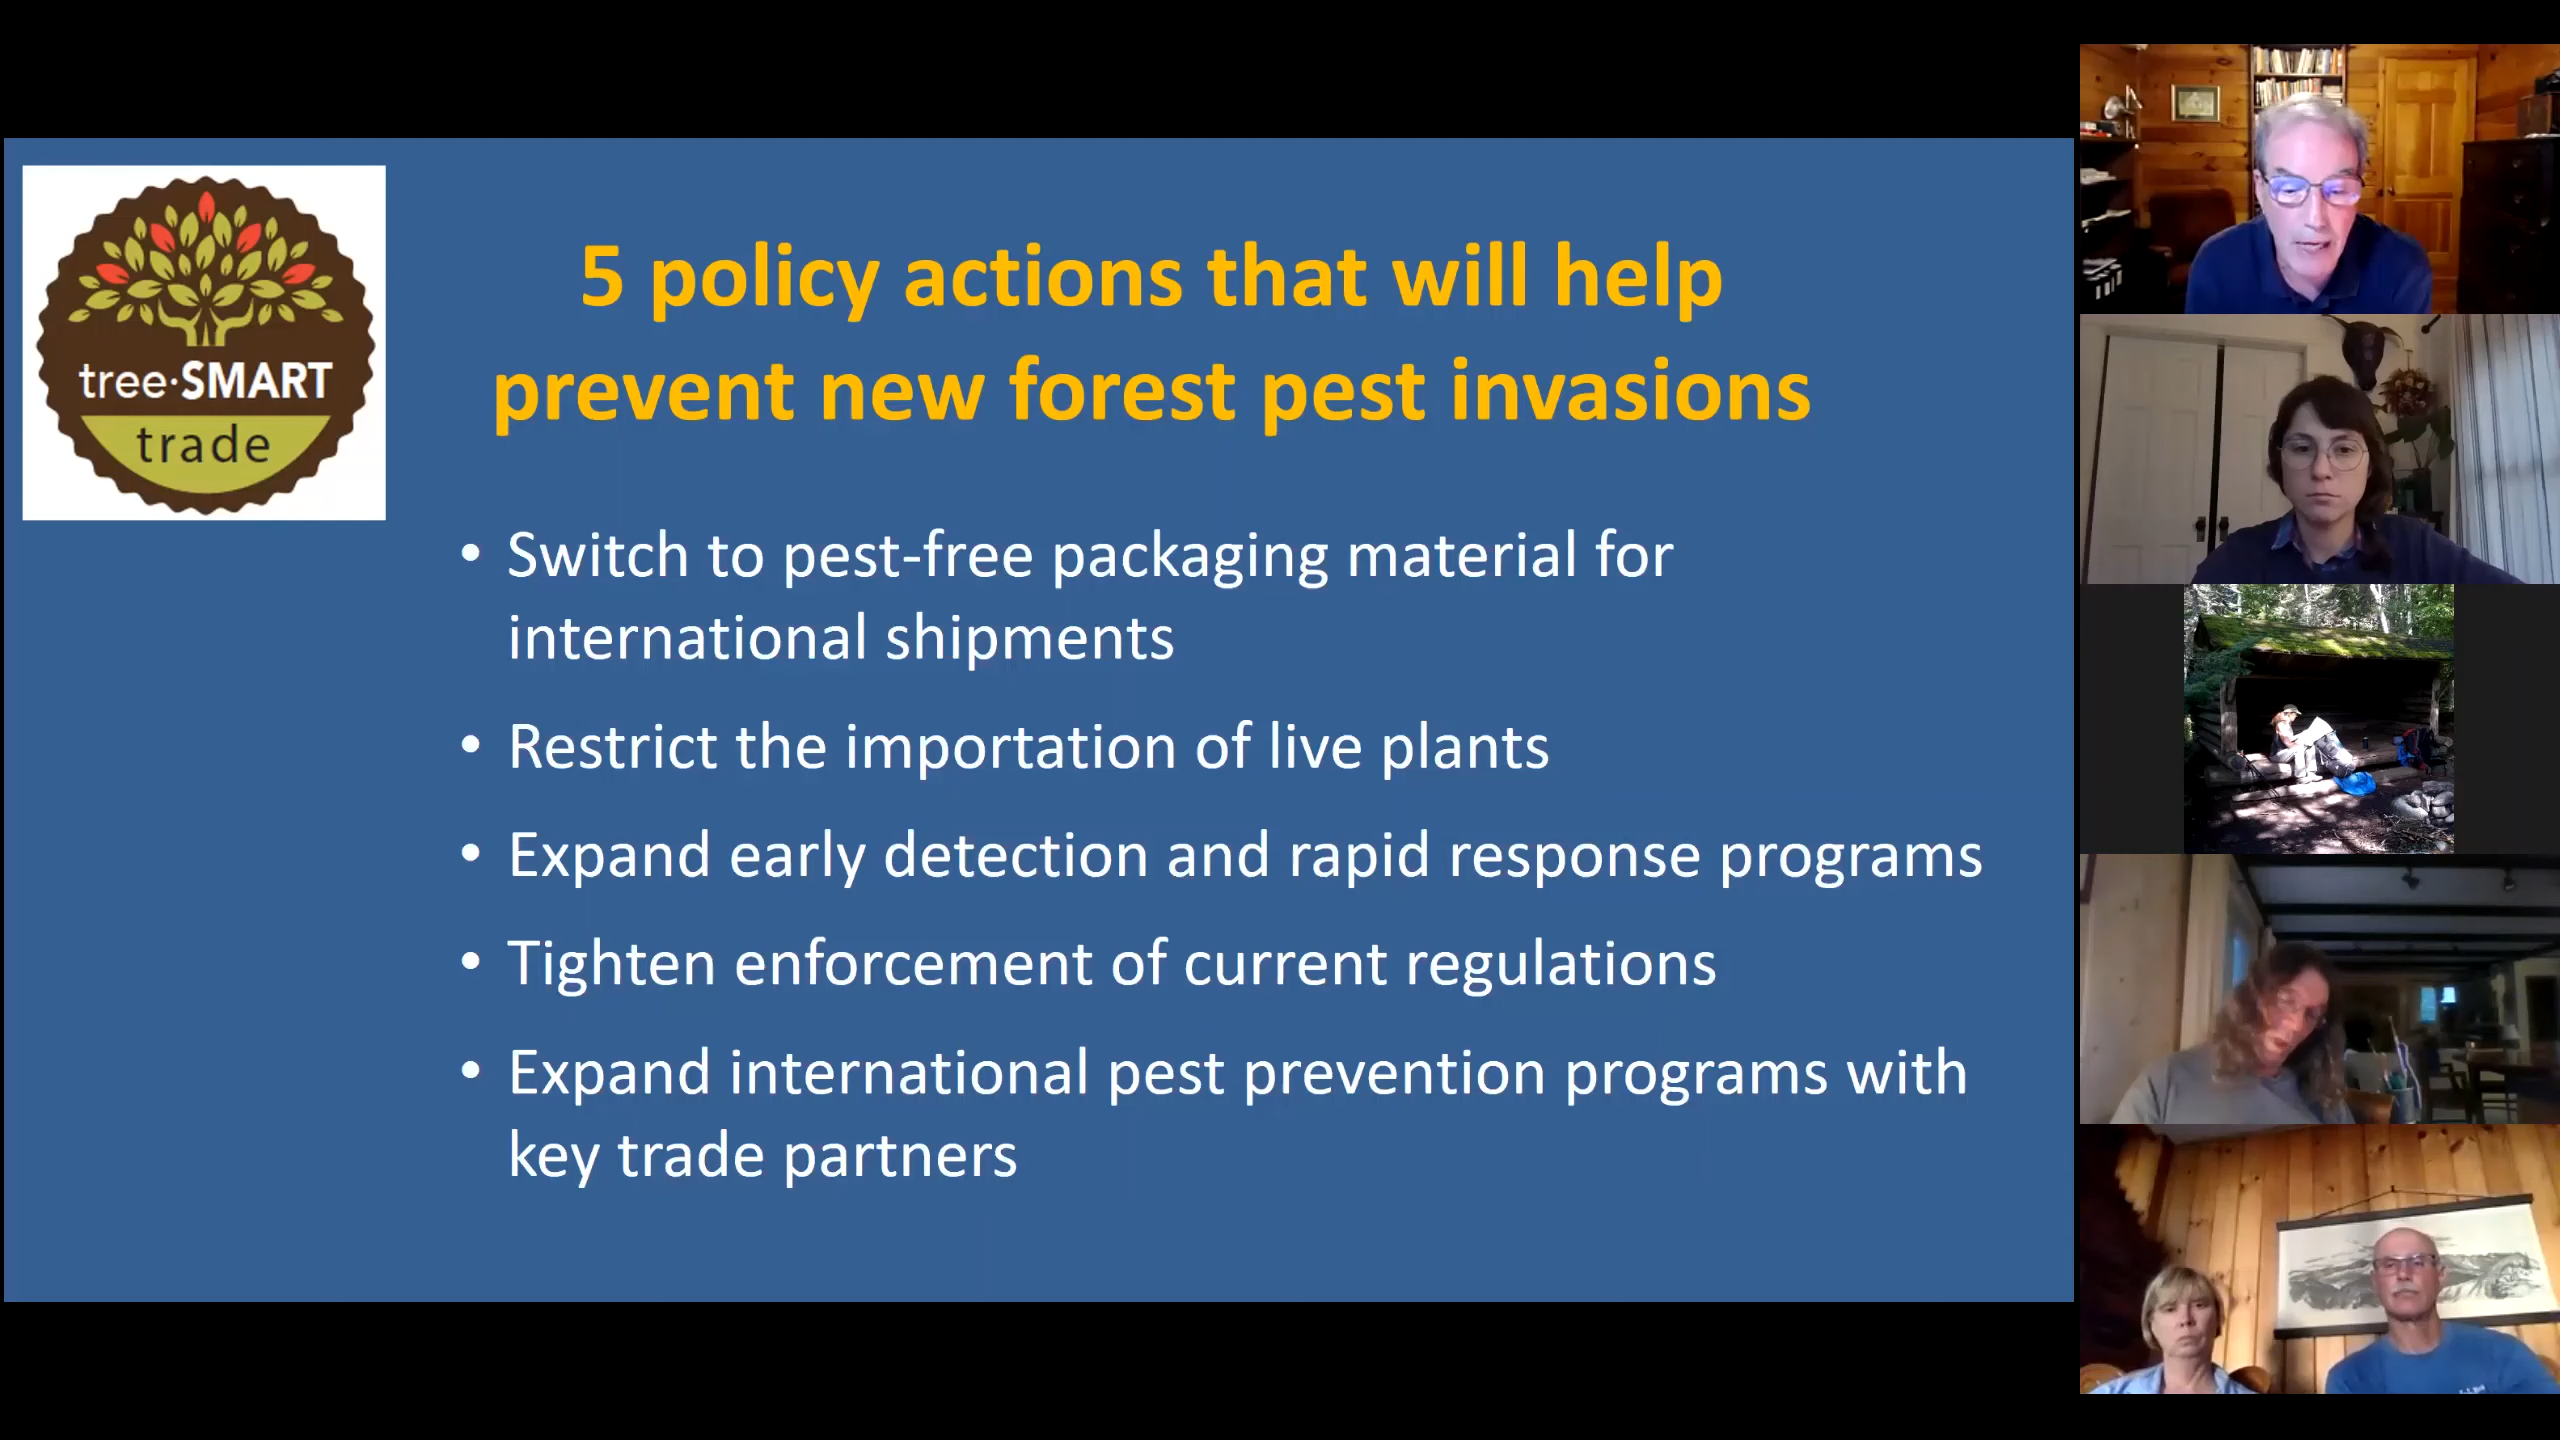 tree·SMART
trade
5 policy actions that will help
prevent new forest pest invasions
• Switch to pest-free packaging material for
international shipments
• Restrict the importation of live plants
• Expand early detection and rapid response programs
• Tighten enforcement of current regulations
• Expand international pest prevention programs with
key trade partners